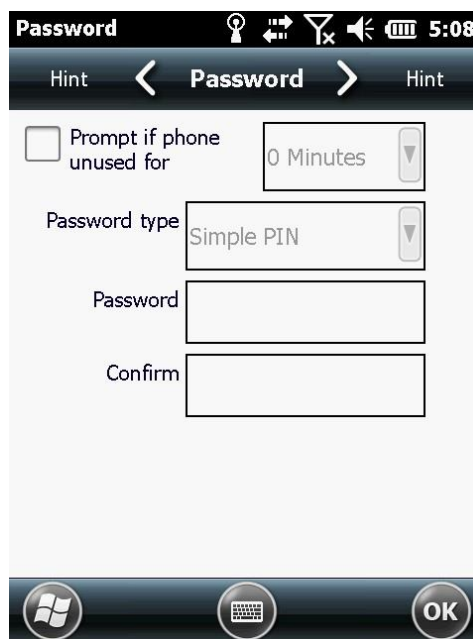 Password 5:08
Hint Password Hint
Prompt if phone
unused for
0 Minutes
Password type
Simple PIN
Password
Confirm
OK